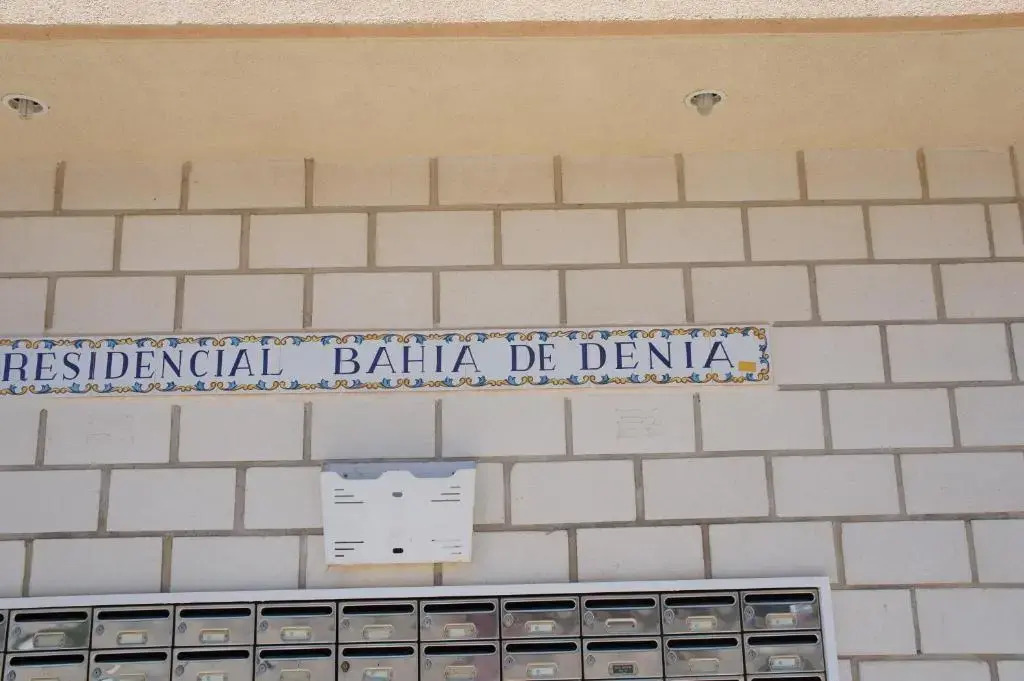 RESIDENCIAL BAHIA DE DENIA